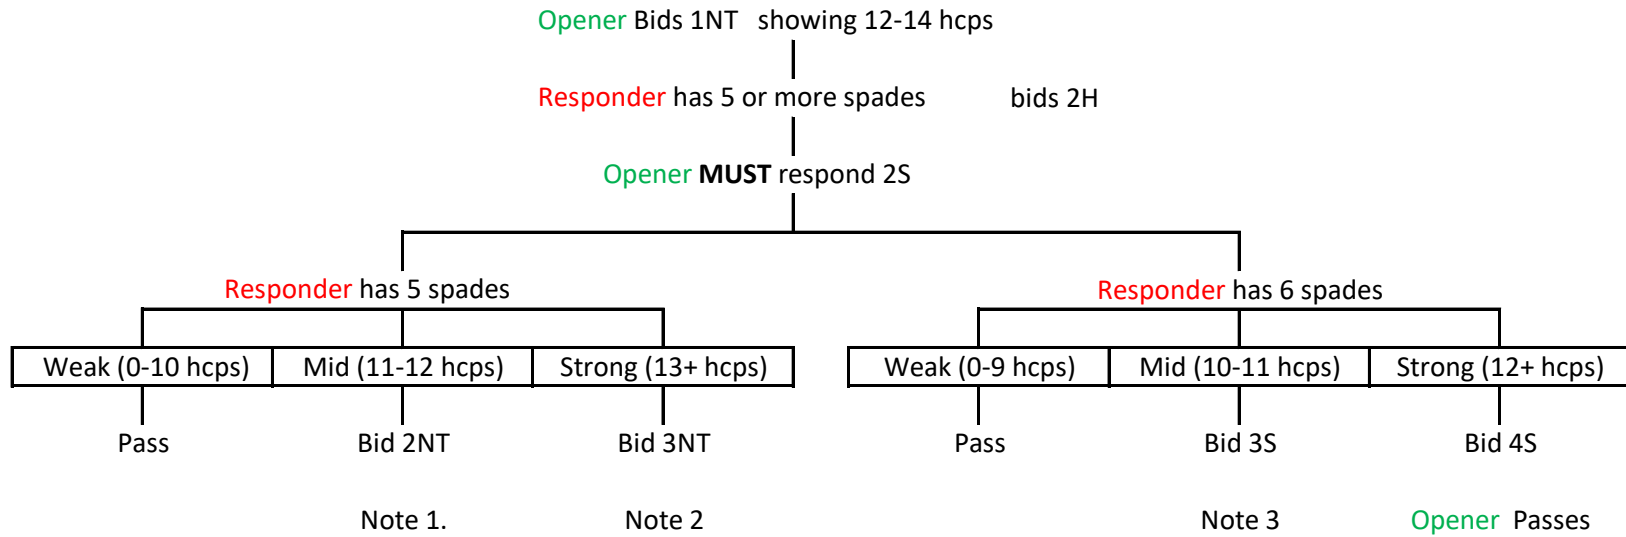 Opener Bids 1NT showing 12-14 hcps
Responder has 5 or more spades bids 2H
Opener MUST respond 2S
Responder has 5 spades Responder has 6 spades
Weak (0-10 hcps) Mid (11-12 hcps) Strong (13+ hcps) Weak (0-9 hcps) Mid (10-11 hcps) Strong (12+ hcps)
Pass Bid 2NT Bid 3NT Pass Bid 3S Bid 4S
Note 1. Note 2 Note 3 Opener Passes